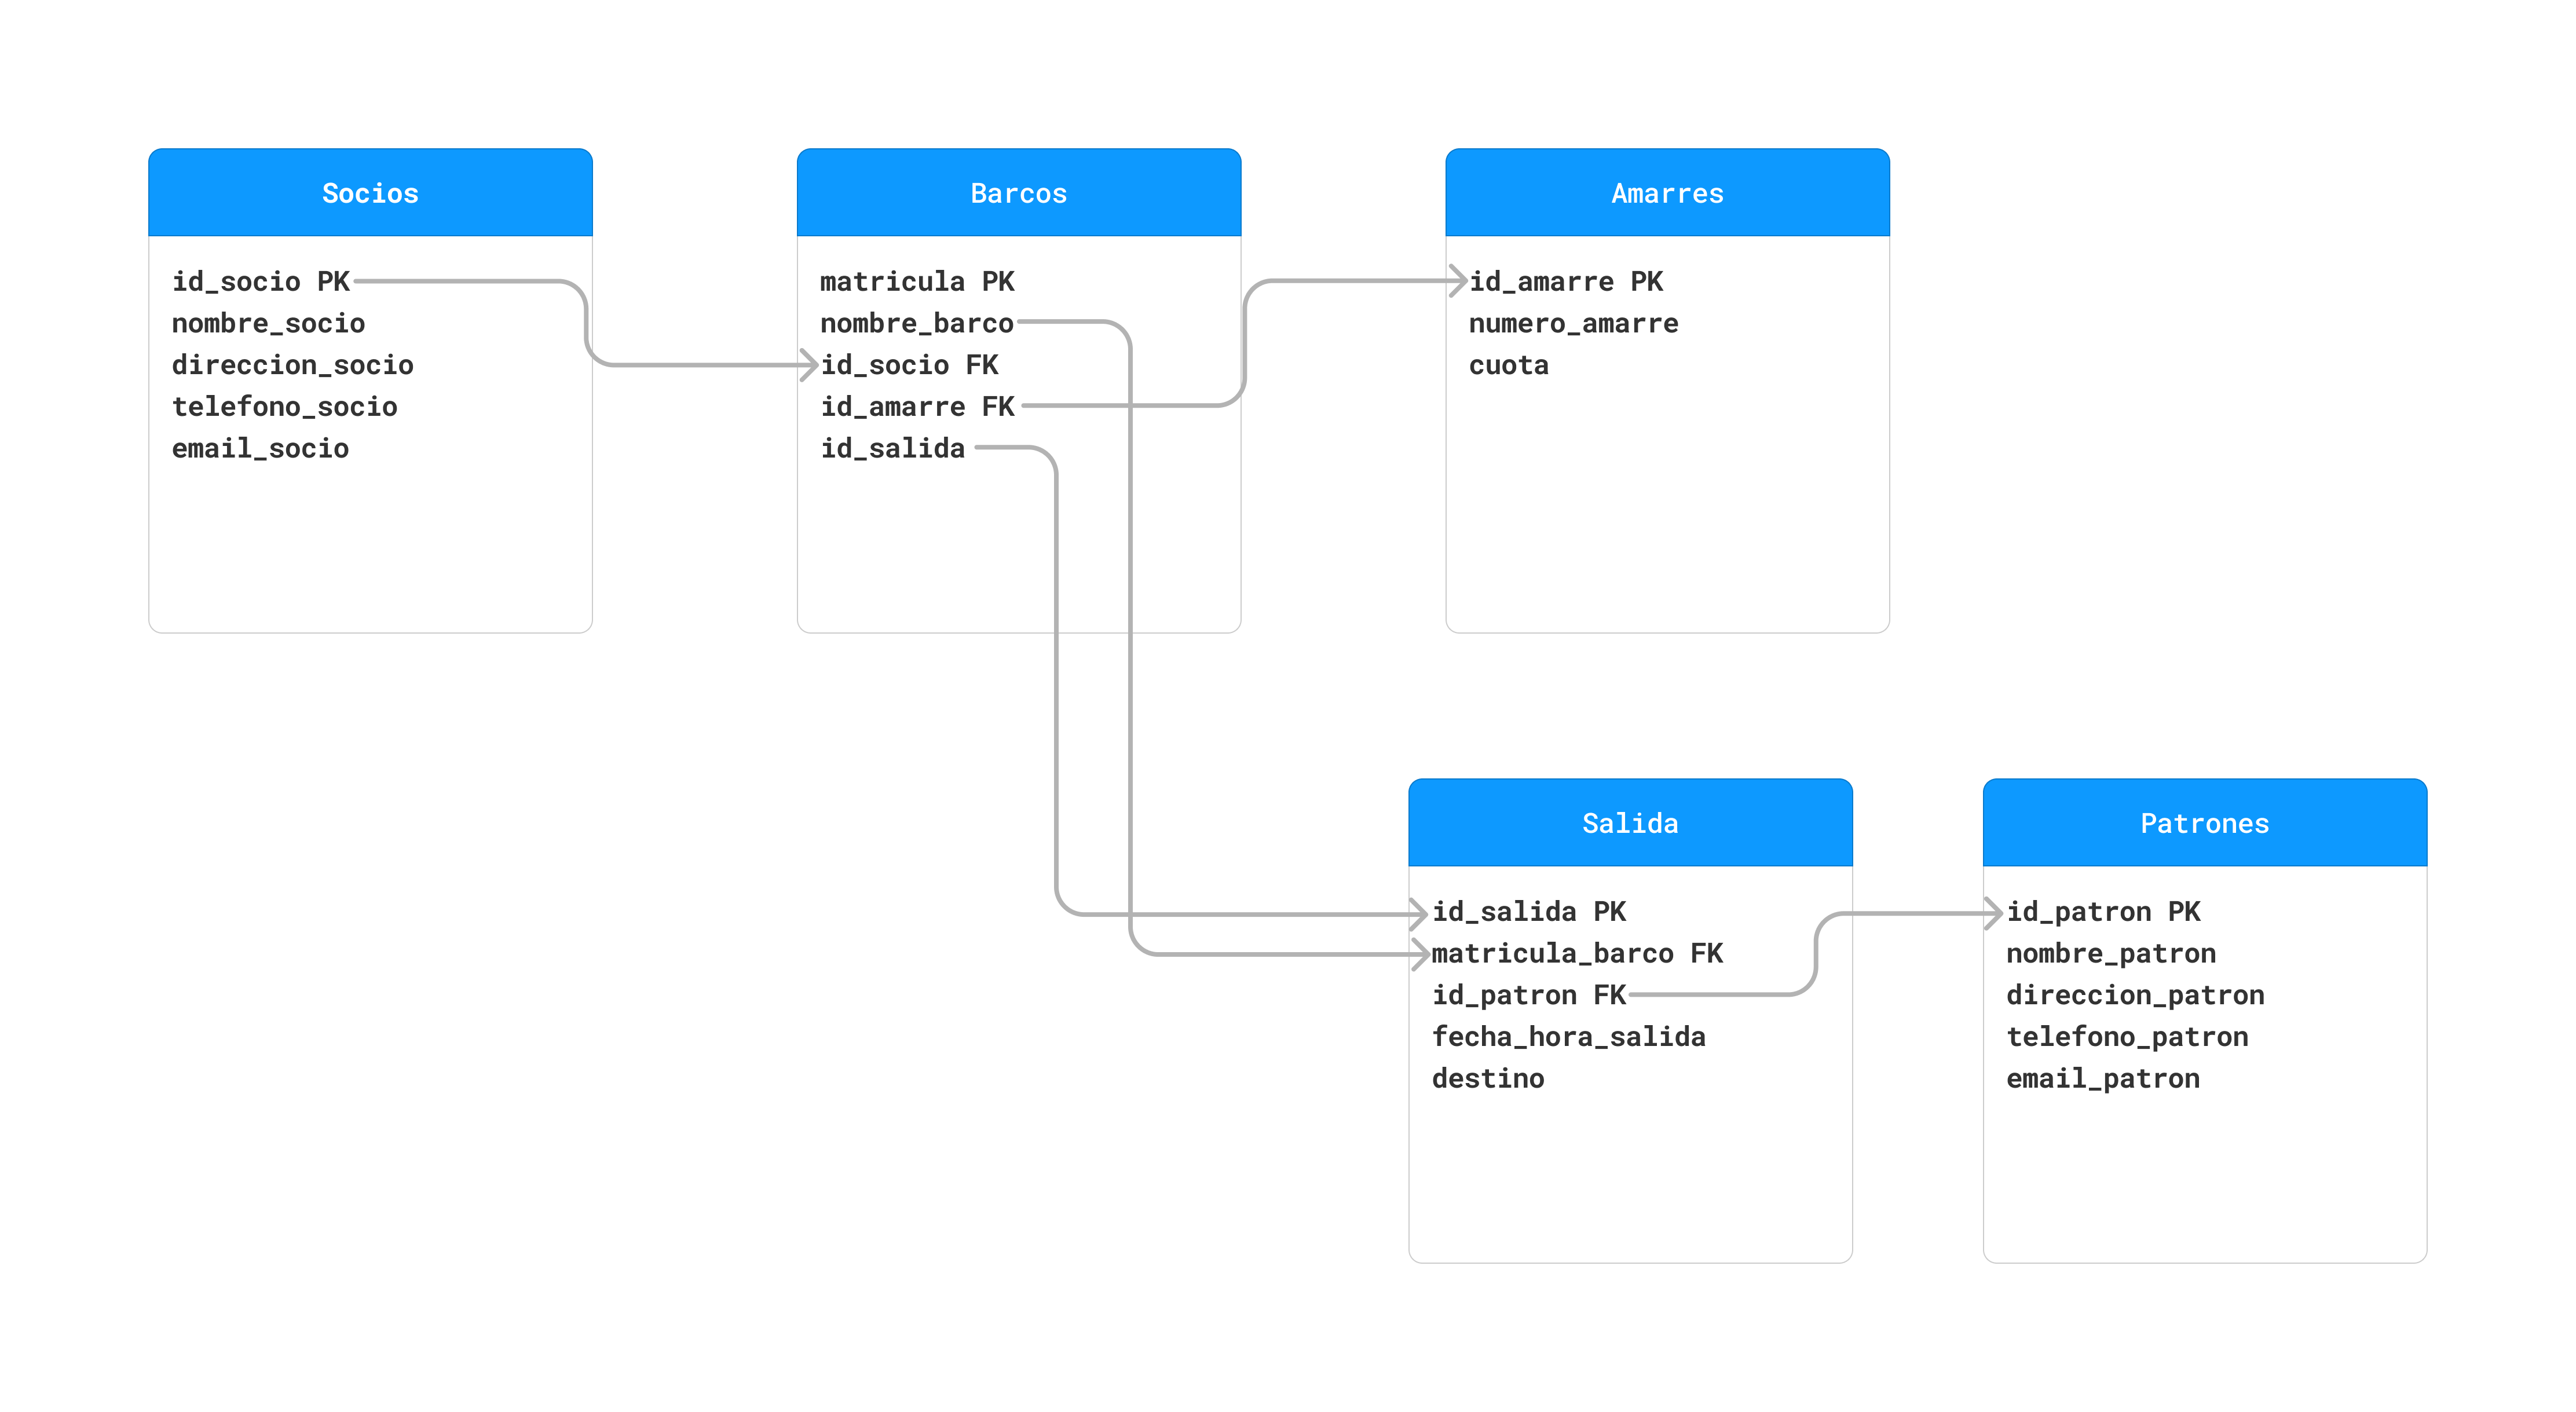 Socios
id_socio PK
nombre_socio
direccion_socio
telefono_socio
email_socio
Barcos
matricula PK
nombre_barco
id_socio FK
id_amarre FK
id_salida
Amarres
id_amarre PK
numero_amarre
cuota
Salida
id_salida PK
matricula_barco FK
id_patron FK
fecha_hora_salida
destino
Patrones
id_patron PK
nombre_patron
direccion_patron
telefono_patron
email_patron